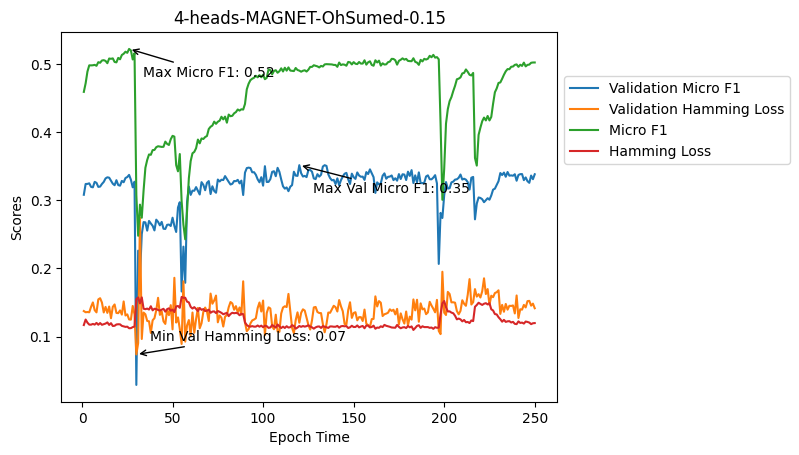 4-heads-MAGNET-OhSumed-0.15
0.5
0.4
0.3
0.2
0.1
Scores
Max Micro F1: 0.52
Max Val Micro F1: 0.35
Min Val Hamming Loss: 0.07
0 50 100 150 200 250
Epoch Time
Validation Micro F1
Validation Hamming Loss
Micro F1
Hamming Loss